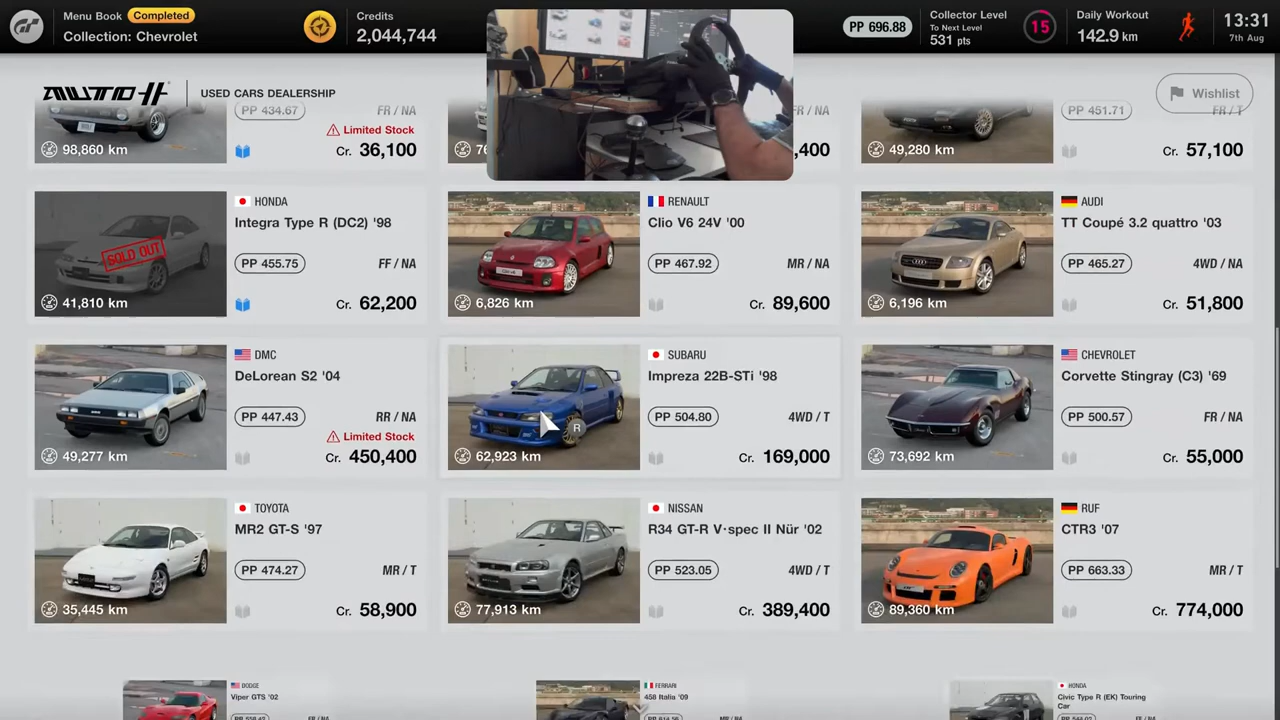 Menu Book Completed
Collection: Chevrolet
Credits
2,044,744
PP 696.88
Collector Level
To Next Level
531 pts
15
Daily Workout
142.9 km
13:31
7th Aug
AUTO
USED CARS DEALERSHIP
Wishlist
PP 434.67 FR / NA
Limited Stock
98,860 km
Cr. 36,100
76
FR / NA
,400
PP 451.71 FR / T
49,280 km
Cr. 57,100
HONDA
Integra Type R (DC2) '98
SOLD OUT
PP 455.75 FF / NA
41,810 km
Cr. 62,200
RENAULT
Clio V6 24V '00
PP 467.92 MR / NA
6,826 km
Cr. 89,600
AUDI
TT Coupé 3.2 quattro '03
PP 465.27 4WD / NA
6,196 km
Cr. 51,800
DMC
DeLorean S2 '04
PP 447.43 RR / NA
Limited Stock
49,277 km
Cr. 450,400
SUBARU
Impreza 22B-STi '98
PP 504.80 4WD / T
R
62,923 km
Cr. 169,000
CHEVROLET
Corvette Stingray (C3) '69
PP 500.57 FR / NA
73,692 km
Cr. 55,000
TOYOTA
MR2 GT-S '97
PP 474.27 MR / T
35,445 km
Cr. 58,900
NISSAN
R34 GT-R V·spec II Nür '02
PP 523.05 4WD / T
77,913 km
Cr. 389,400
RUF
CTR3 '07
PP 663.33 MR / T
89,360 km
Cr. 774,000
DODGE
Viper GTS '02
FERRARI
458 Italia '09
HONDA
Civic Type R (EK) Touring
Car